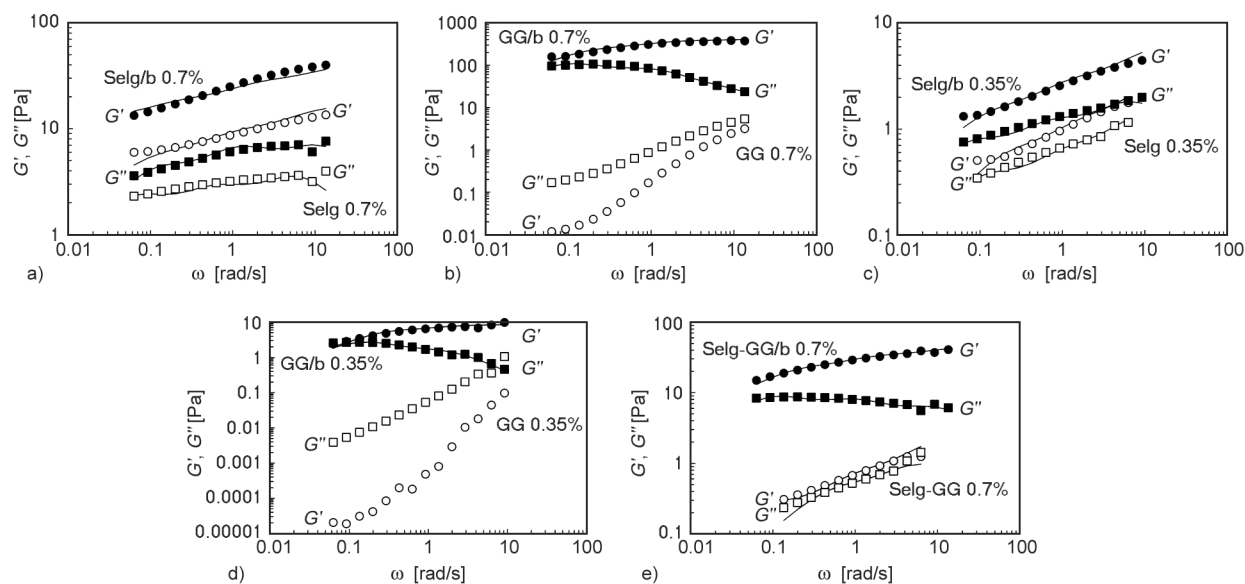 100
10
1
0.01
0.1
1
10
100
G', G" [Pa]
ω [rad/s]
Selg/b 0.7%
G'
G'
G"
G"
Selg 0.7%
a)
1000
100
10
1
0.1
0.01
0.01
0.1
1
10
100
G', G" [Pa]
ω [rad/s]
GG/b 0.7%
G'
G"
G"
GG 0.7%
G'
b)
10
1
0.1
0.01
0.1
1
10
100
G', G" [Pa]
ω [rad/s]
Selg/b 0.35%
G'
G"
G'
G"
Selg 0.35%
c)
10
1
0.1
0.01
0.001
0.0001
0.00001
0.01
0.1
1
10
100
G', G" [Pa]
ω [rad/s]
G'
GG/b 0.35%
G"
GG 0.35%
G"
G'
d)
100
10
1
0.1
0.01
0.1
1
10
100
G', G" [Pa]
ω [rad/s]
Selg-GG/b 0.7%
G'
G"
G'
G"
Selg-GG 0.7%
e)